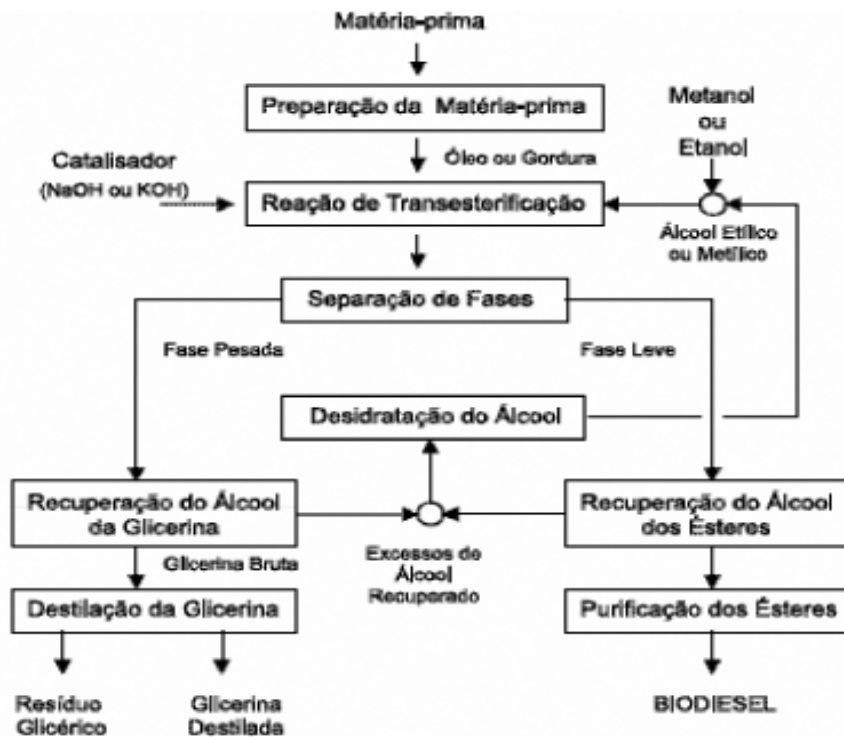 Matéria-prima
Preparação da Matéria-prima
Metanol
ou
Etanol
Óleo ou Gordura
Catalisador
(NaOH ou KOH)
Reação de Transesterificação
Álcool Etílico
ou Metílico
Separação de Fases
Fase Pesada
Fase Leve
Desidratação do Álcool
Recuperação do Álcool
da Glicerina
Recuperação do Álcool
dos Ésteres
Glicerina Bruta
Excessos de
Álcool
Recuperado
Destilação da Glicerina
Purificação dos Ésteres
Resíduo
Glicérico
Glicerina
Destilada
BIODIESEL